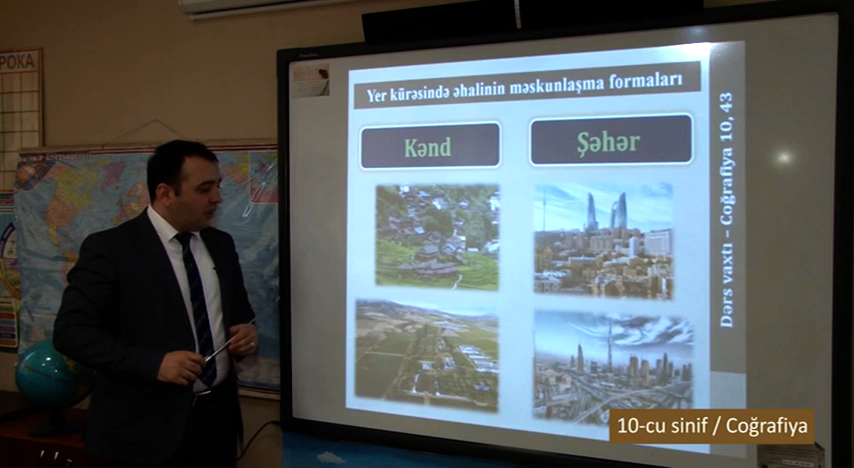 РОКА
Yer kürəsində əhalinin məskunlaşma formaları
Kənd
Şəhər
Dərs vaxtı – Coğrafiya 10, 43
10-cu sinif / Coğrafiya